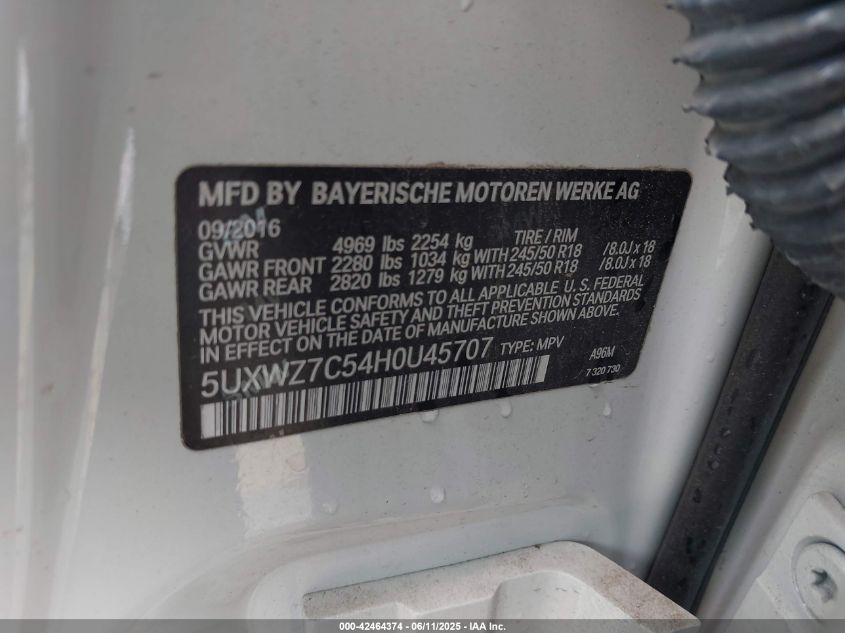 MFD BY BAYERISCHE MOTOREN WERKE AG
09/2016 TIRE / RIM
GVWR 4969 lbs 2254 kg
GAWR FRONT 2280 lbs 1034 kg WITH 245/50 R18 /8.0J x 18
GAWR REAR 2820 lbs 1279 kg WITH 245/50 R18 /8.0J x 18
THIS VEHICLE CONFORMS TO ALL APPLICABLE U. S. FEDERAL
MOTOR VEHICLE SAFETY AND THEFT PREVENTION STANDARDS
IN EFFECT ON THE DATE OF MANUFACTURE SHOWN ABOVE.
5UXWZ7C54H0U45707 TYPE: MPV
A96M
7 320 730
000-42464374 | 06/11/2025 | IAA Inc.